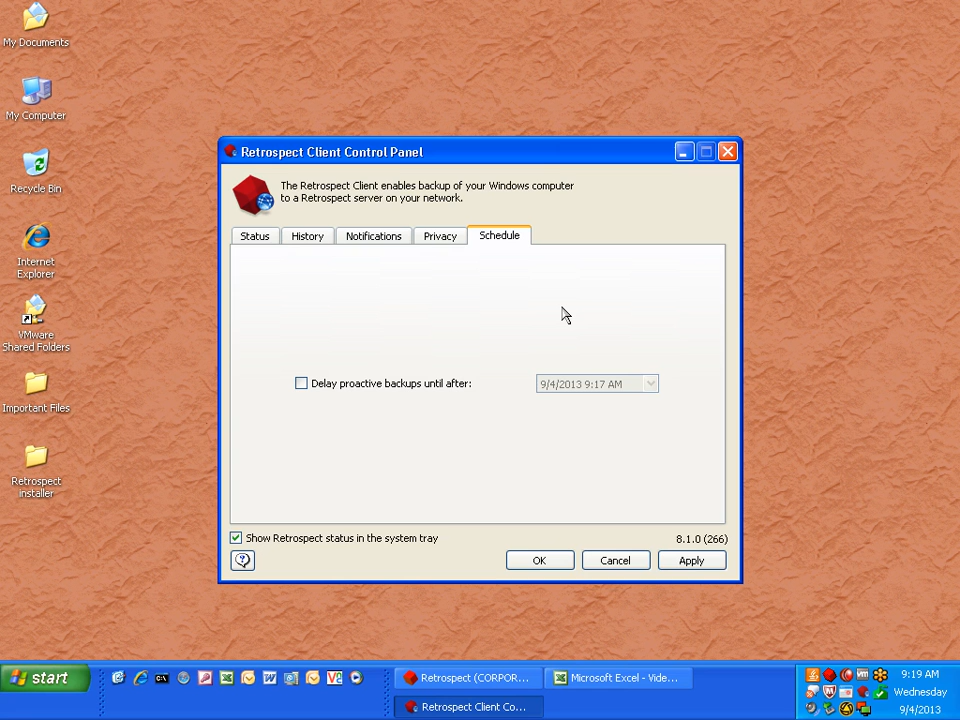 My Documents
My Computer
Recycle Bin
Internet
Explorer
VMware
Shared Folders
Important Files
Retrospect
installer
Retrospect Client Control Panel
The Retrospect Client enables backup of your Windows computer
to a Retrospect server on your network.
Status
History
Notifications
Privacy
Schedule
Delay proactive backups until after:
9/4/2013 9:17 AM
Show Retrospect status in the system tray
8.1.0 (266)
OK
Cancel
Apply
start
Retrospect (CORPOR...
Microsoft Excel - Vide...
Retrospect Client Co...
9:19 AM
Wednesday
9/4/2013